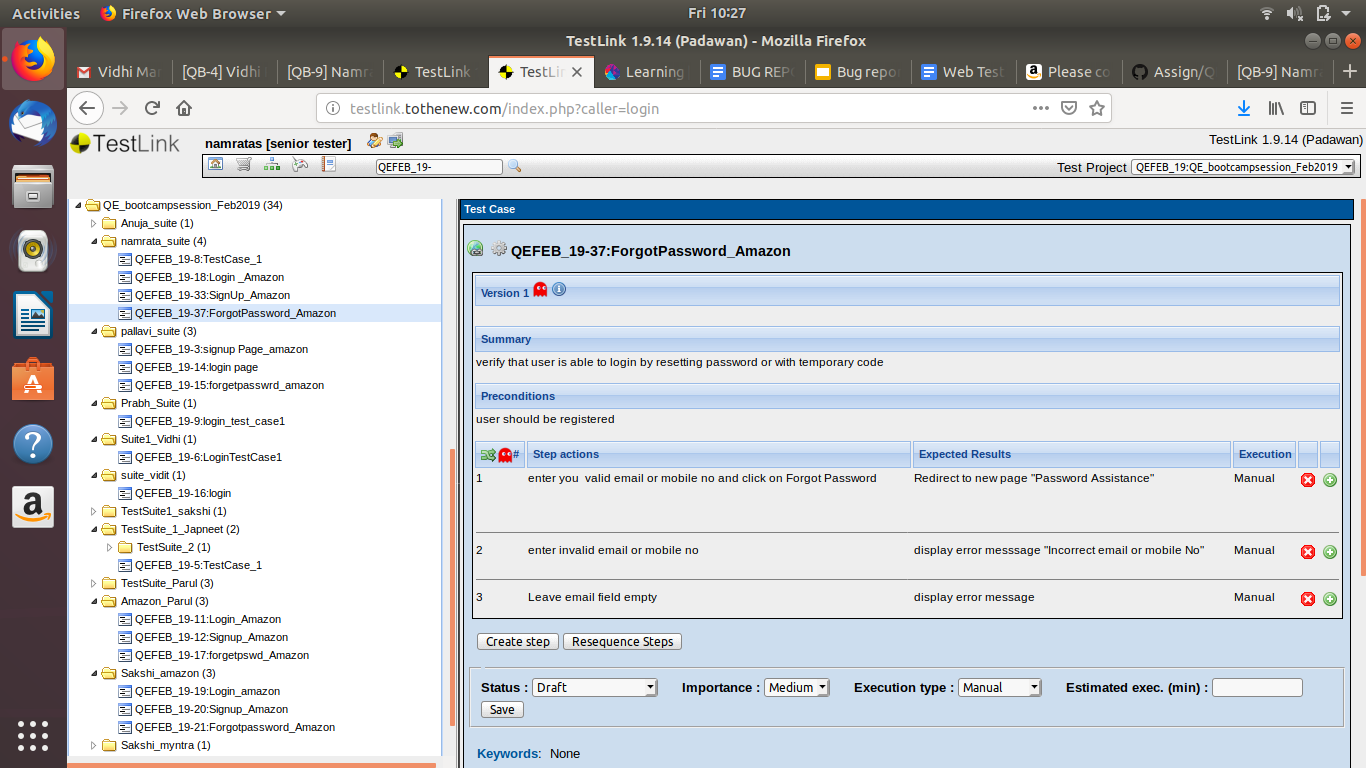 Activities Firefox Web Browser Fri 10:27
TestLink 1.9.14 (Padawan) - Mozilla Firefox
Vidhi Ma [QB-4] Vidhi [QB-9] Namra TestLink TestLin Learning BUG REPO Bug repor Web Test Please co Assign/Q [QB-9] Namra
testlink.tothenew.com/index.php?caller=login
TestLink namratas [senior tester] TestLink 1.9.14 (Padawan)
QEFEB_19- Test Project QEFEB_19:QE_bootcampsession_Feb2019
QE_bootcampsession_Feb2019 (34)
Anuja_suite (1)
namrata_suite (4)
QEFEB_19-8:TestCase_1
QEFEB_19-18:Login _Amazon
QEFEB_19-33:SignUp_Amazon
QEFEB_19-37:ForgotPassword_Amazon
pallavi_suite (3)
QEFEB_19-3:signup Page_amazon
QEFEB_19-14:login page
QEFEB_19-15:forgetpasswrd_amazon
Prabh_Suite (1)
QEFEB_19-9:login_test_case1
Suite1_Vidhi (1)
QEFEB_19-6:LoginTestCase1
suite_vidit (1)
QEFEB_19-16:login
TestSuite1_sakshi (1)
TestSuite_1_Japneet (2)
TestSuite_2 (1)
QEFEB_19-5:TestCase_1
TestSuite_Parul (3)
Amazon_Parul (3)
QEFEB_19-11:Login_Amazon
QEFEB_19-12:Signup_Amazon
QEFEB_19-17:forgetpswd_Amazon
Sakshi_amazon (3)
QEFEB_19-19:Login_amazon
QEFEB_19-20:Signup_Amazon
QEFEB_19-21:Forgotpassword_Amazon
Sakshi_myntra (1)
Test Case
QEFEB_19-37:ForgotPassword_Amazon
Version 1
Summary
verify that user is able to login by resetting password or with temporary code
Preconditions
user should be registered
# Step actions Expected Results Execution
1 enter you valid email or mobile no and click on Forgot Password Redirect to new page "Password Assistance" Manual
2 enter invalid email or mobile no display error messsage "Incorrect email or mobile No" Manual
3 Leave email field empty display error message Manual
Create step Resequence Steps
Status : Draft Importance : Medium Execution type : Manual Estimated exec. (min) :
Save
Keywords: None